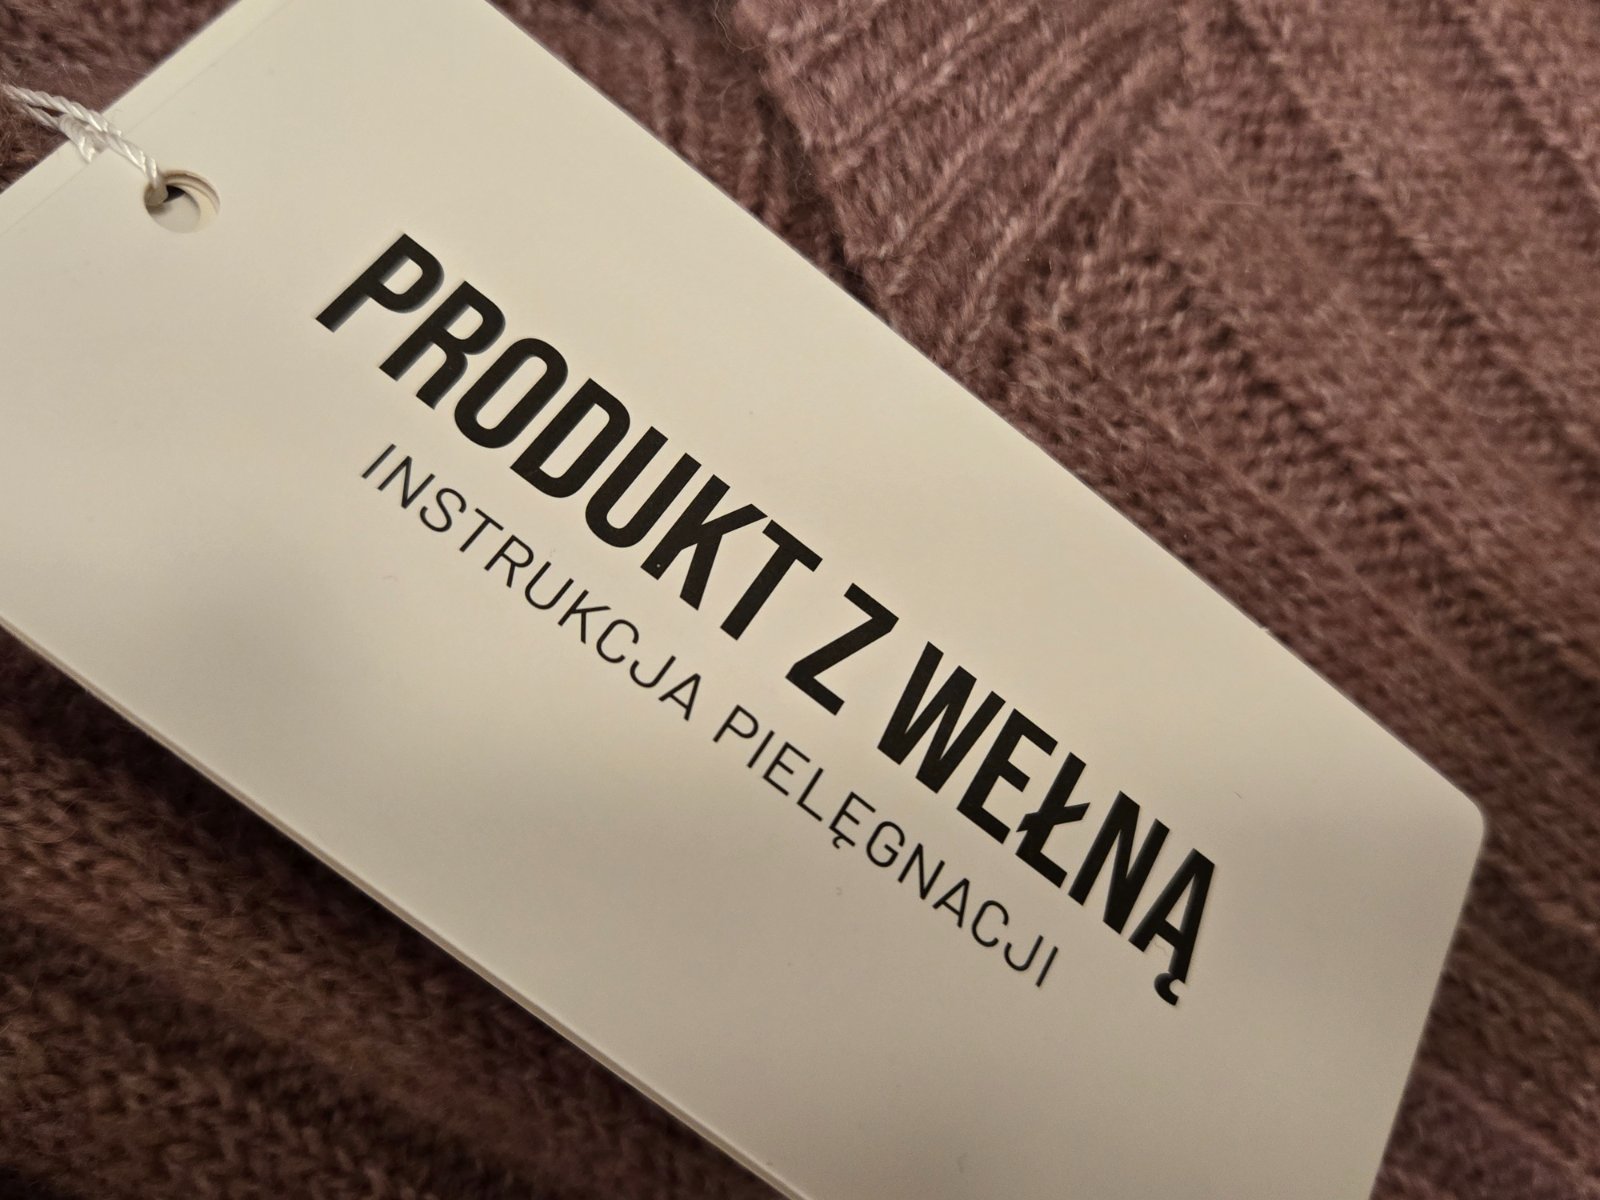 PRODUKT Z WEŁNĄ
INSTRUKCJA PIELĘGNACJI